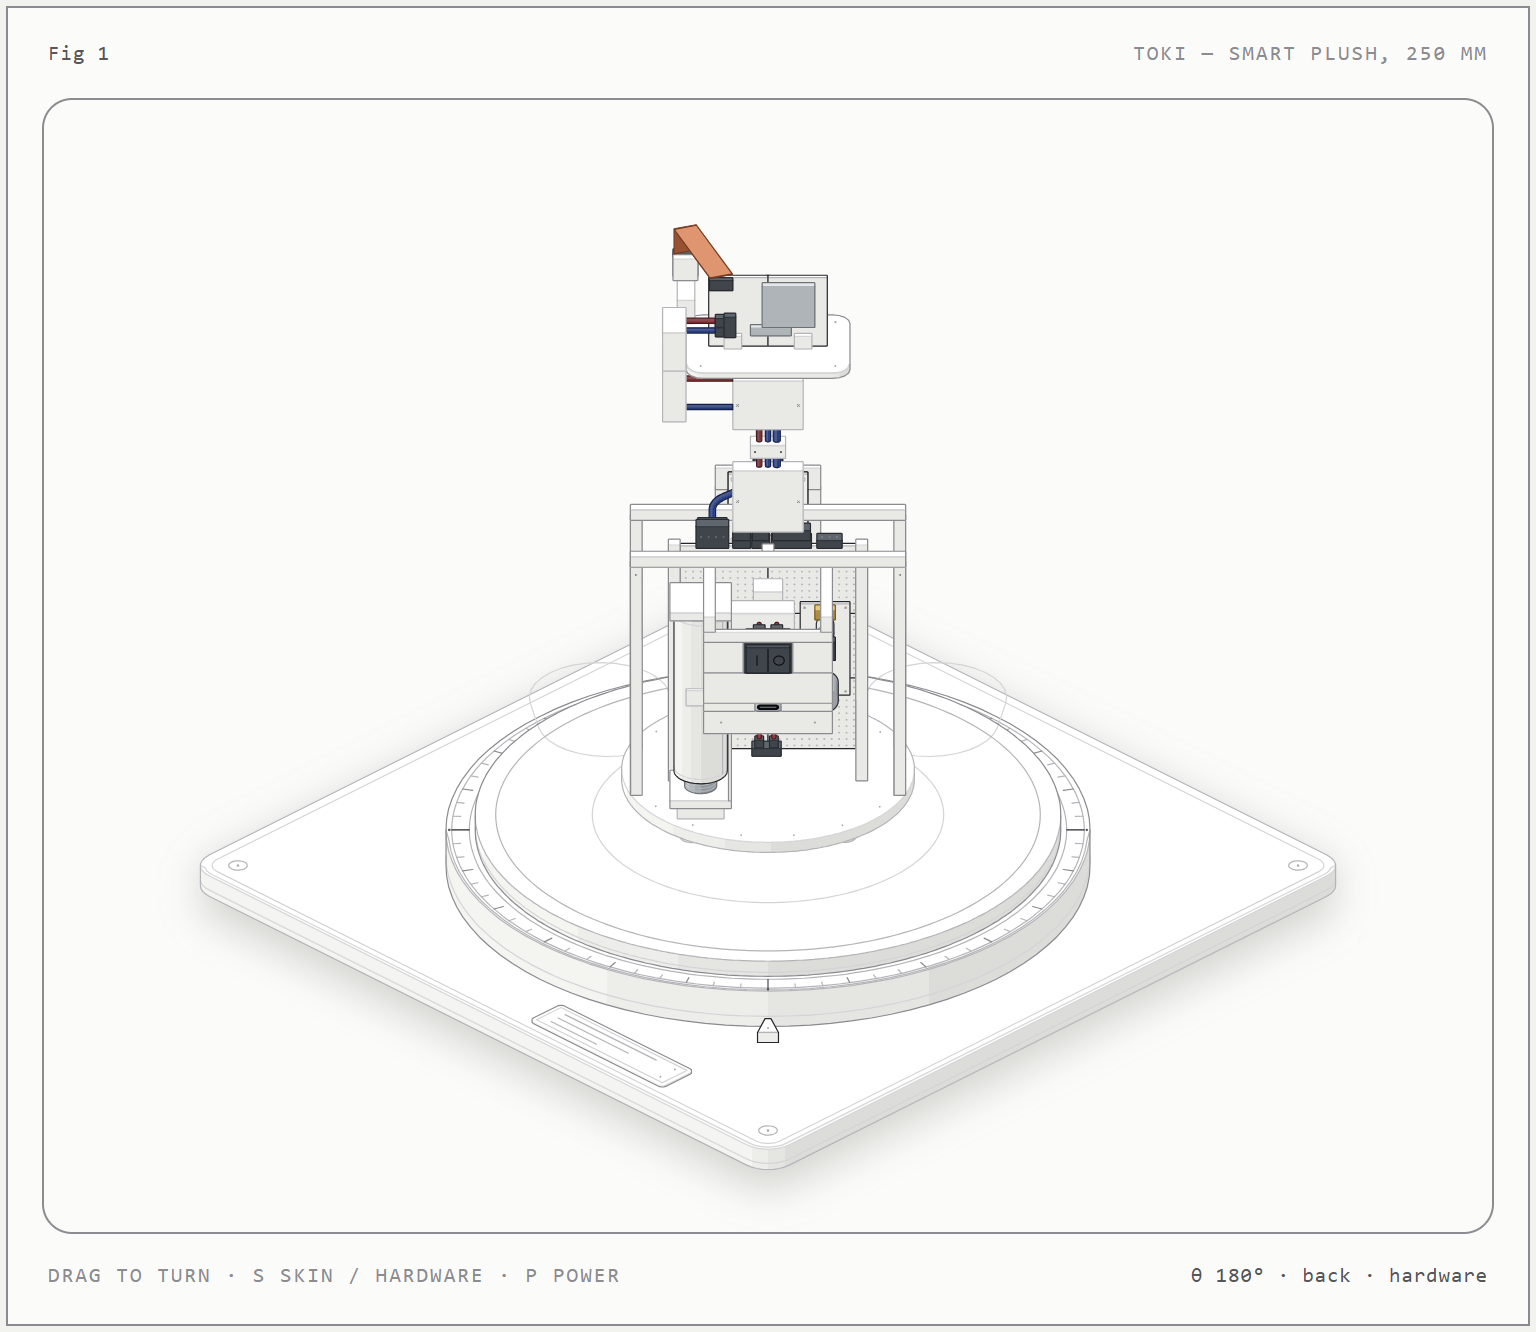 Fig 1
TOKI — SMART PLUSH, 250 MM
DRAG TO TURN · S SKIN / HARDWARE · P POWER
θ 180° · back · hardware